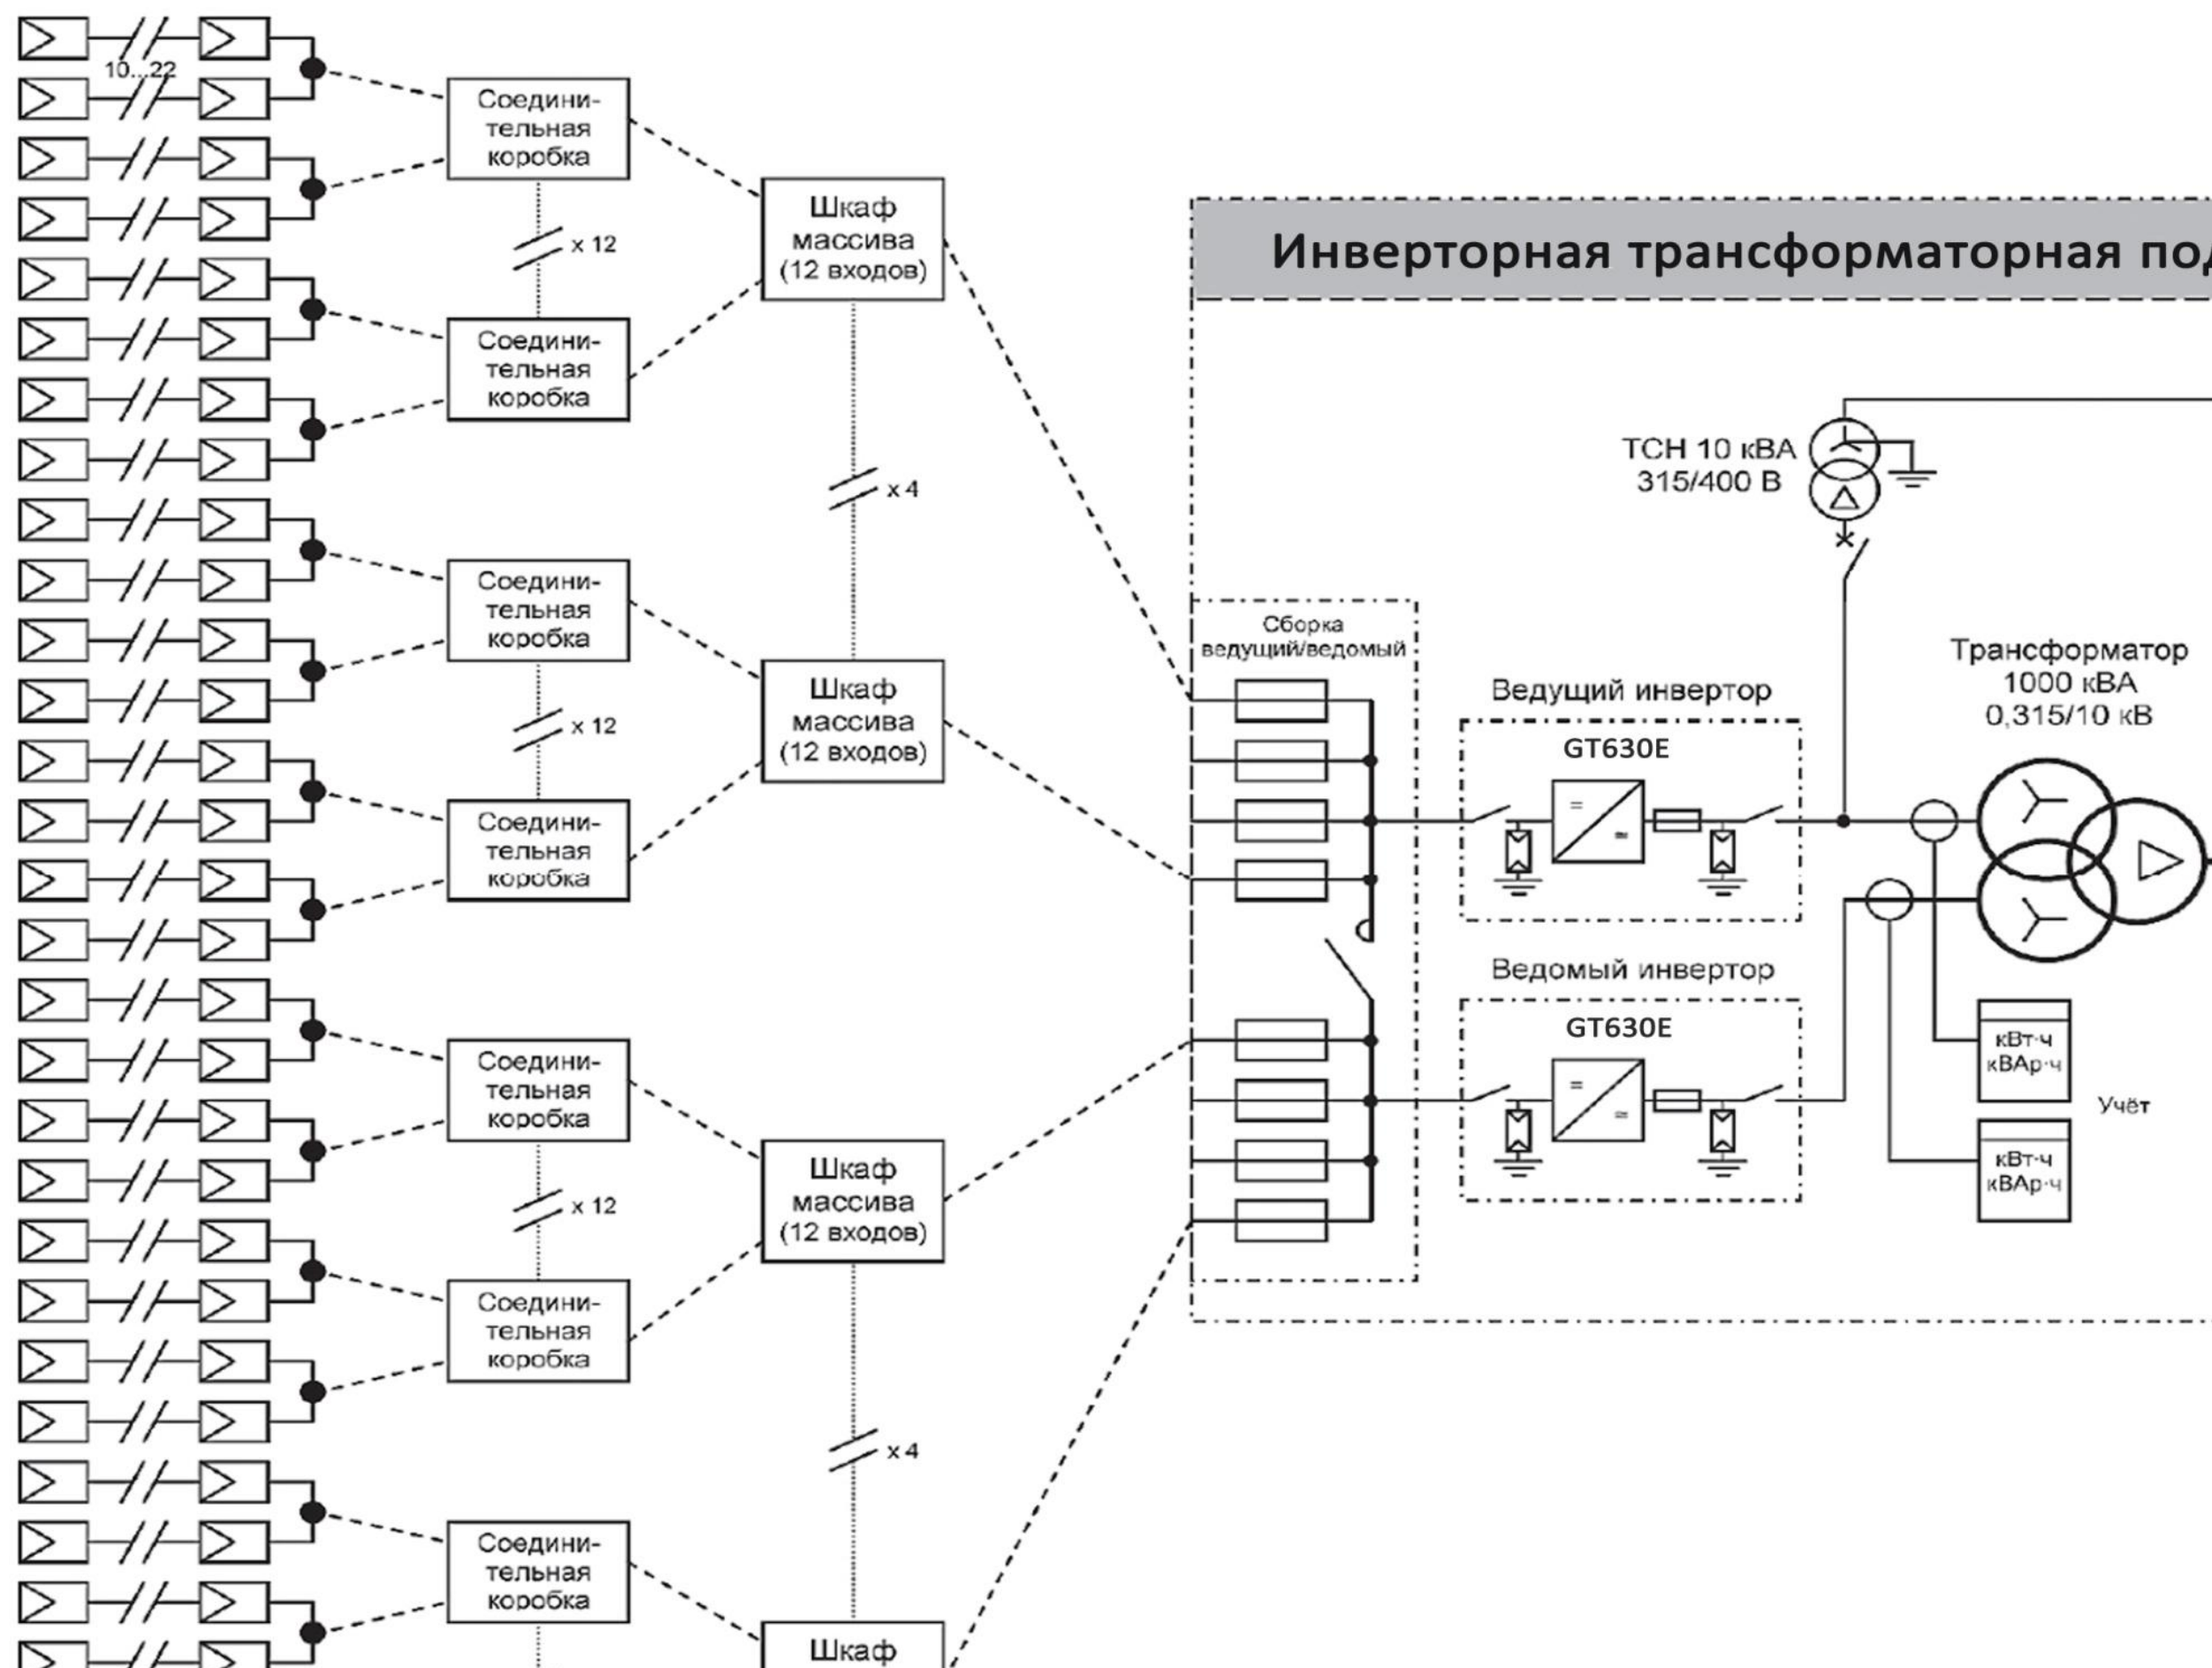 10...22
Соедини-
тельная
коробка
x 12
Соедини-
тельная
коробка
Шкаф
массива
(12 входов)
x 4
Соедини-
тельная
коробка
x 12
Соедини-
тельная
коробка
Шкаф
массива
(12 входов)
Соедини-
тельная
коробка
x 12
Соедини-
тельная
коробка
Шкаф
массива
(12 входов)
x 4
Соедини-
тельная
коробка
Шкаф
Инверторная трансформаторная под
ТСН 10 кВА
315/400 В
Сборка
ведущий/ведомый
Ведущий инвертор
GT630E
Трансформатор
1000 кВА
0,315/10 кВ
Ведомый инвертор
GT630E
кВт·ч
кВАр·ч
Учёт
кВт·ч
кВАр·ч